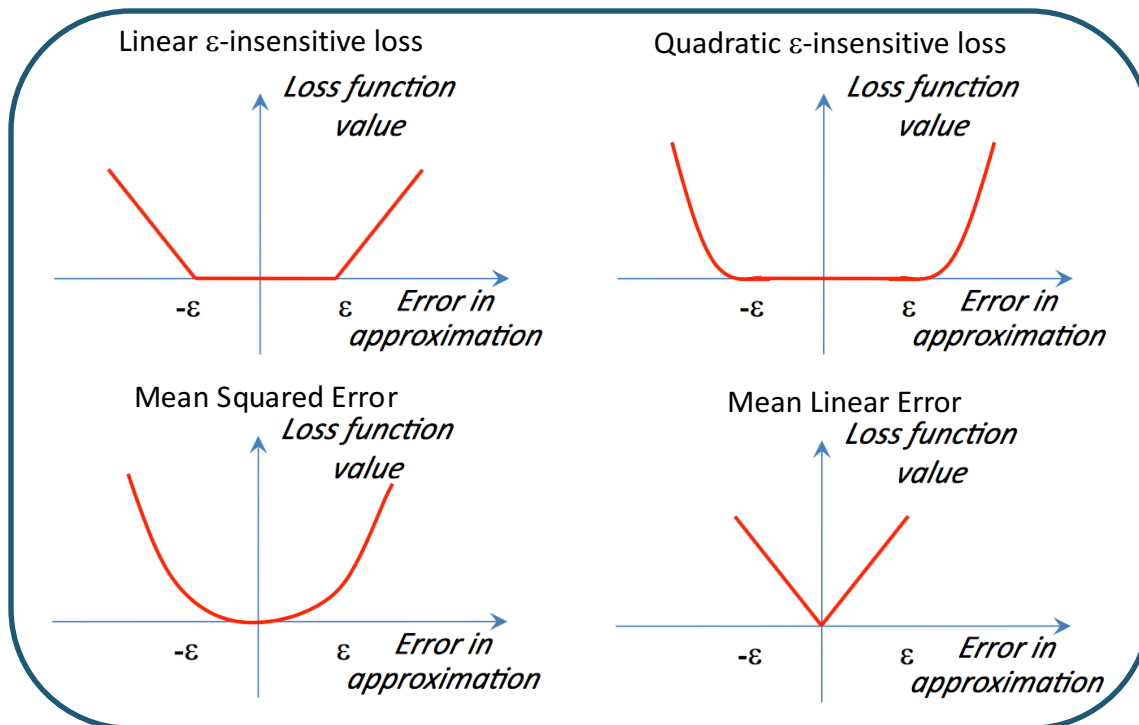 Linear ε-insensitive loss
Loss function
value
-ε
ε
Error in
approximation
Quadratic ε-insensitive loss
Loss function
value
-ε
ε
Error in
approximation
Mean Squared Error
Loss function
value
-ε
ε
Error in
approximation
Mean Linear Error
Loss function
value
-ε
ε
Error in
approximation